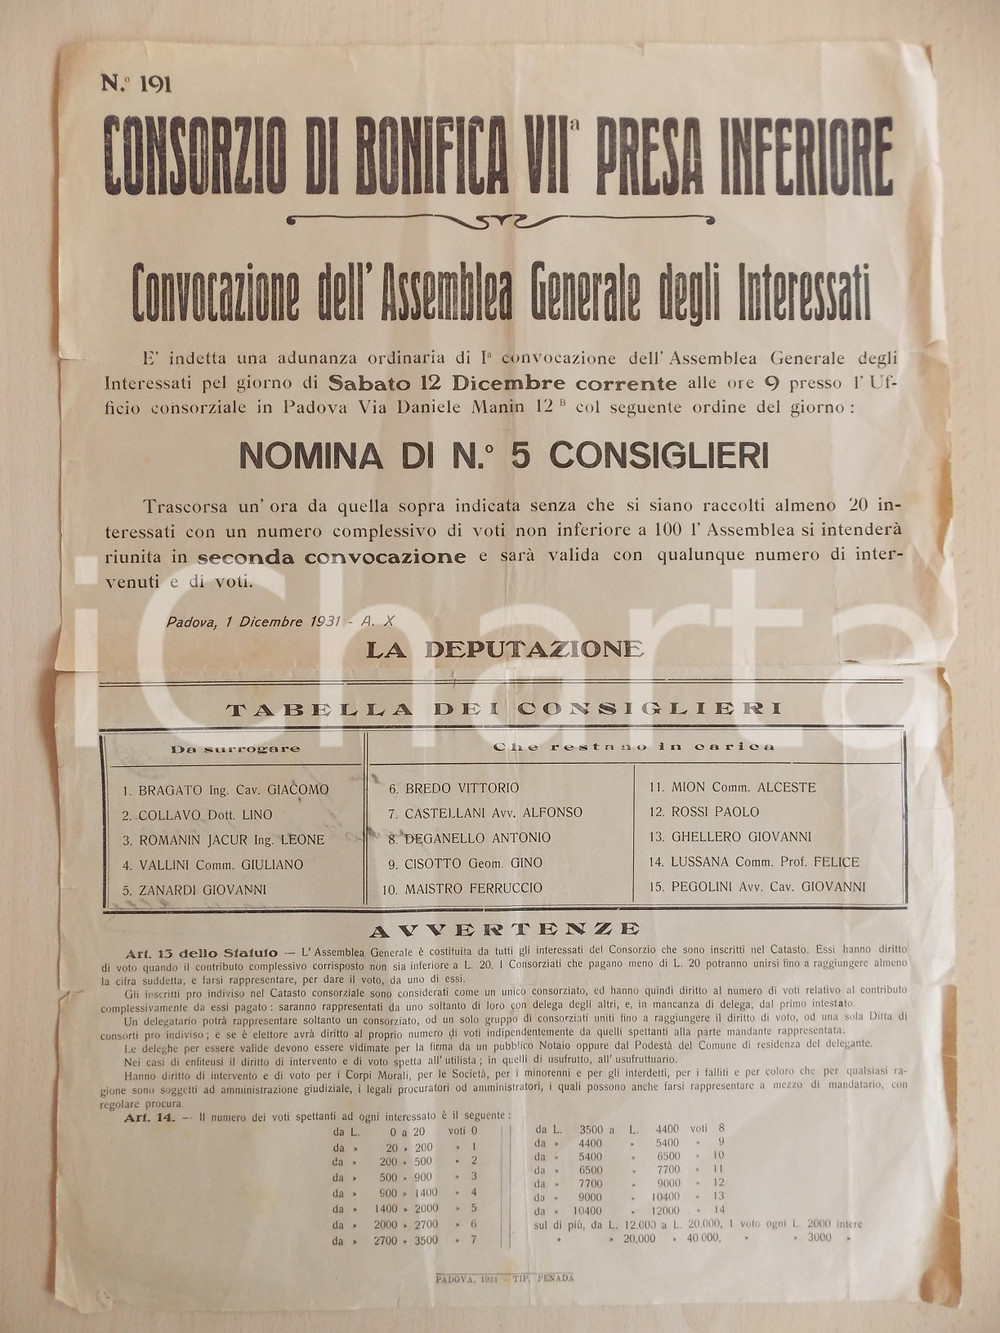 N.º 191
CONSORZIO DI BONIFICA VIIª PRESA INFERIORE
Convocazione dell'Assemblea Generale degli Interessati
E' indetta una adunanza ordinaria di Iª convocazione dell'Assemblea Generale degli
Interessati pel giorno di Sabato 12 Dicembre corrente alle ore 9 presso l'Uf-
ficio consorziale in Padova Via Daniele Manin 12 B col seguente ordine del giorno:
NOMINA DI N.º 5 CONSIGLIERI
Trascorsa un'ora da quella sopra indicata senza che si siano raccolti almeno 20 in-
teressati con un numero complessivo di voti non inferiore a 100 l'Assemblea si intenderà
riunita in seconda convocazione e sarà valida con qualunque numero di inter-
venuti e di voti.
Padova, 1 Dicembre 1931 - A. X
LA DEPUTAZIONE
iCharta
TABELLA DEI CONSIGLIERI
Da surrogare
1. BRAGATO Ing. Cav. GIACOMO
2. COLLAVO Dott. LINO
3. ROMANIN JACUR Ing. LEONE
4. VALLINI Comm. GIULIANO
5. ZANARDI GIOVANNI
Che restano in carica
6. BREDO VITTORIO
7. CASTELLANI Avv. ALFONSO
8. DEGANELLO ANTONIO
9. CISOTTO Geom. GINO
10. MAISTRO FERRUCCIO
11. MION Comm. ALCESTE
12. ROSSI PAOLO
13. GHELLERO GIOVANNI
14. LUSSANA Comm. Prof. FELICE
15. PEGOLINI Avv. Cav. GIOVANNI
AVVERTENZE
Art. 13 dello Statuto — L'Assemblea Generale è costituita da tutti gli interessati del Consorzio che sono inscritti nel Catasto. Essi hanno diritto
di voto quando il contributo complessivo corrisposto non sia inferiore a L. 20. I Consorziati che pagano meno di L. 20 potranno unirsi fino a raggiungere almeno
la cifra suddetta, e farsi rappresentare, per dare il voto, da uno di essi.
Gli inscritti pro indiviso nel Catasto consorziale sono considerati come un unico consorziato, ed hanno quindi diritto al numero di voti relativo al contributo
complessivamente da essi pagato: saranno rappresentati da uno soltanto di loro con delega degli altri, e, in mancanza di delega, dal primo intestato.
Un delegatario potrà rappresentare soltanto un consorziato, od un solo gruppo di consorziati uniti fino a raggiungere il diritto di voto, od una sola Ditta di
consorti pro indiviso; e se è elettore avrà diritto al proprio numero di voti indipendentemente da quelli spettanti alla parte mandante rappresentata.
Le deleghe per essere valide devono essere vidimate per la firma da un pubblico Notaio oppure dal Podestà del Comune di residenza del delegante.
Nei casi di enfiteusi il diritto di intervento e di voto spetta all'utilista; in quelli di usufrutto, all'usufruttuario.
Hanno diritto di intervento e di voto per i Corpi Morali, per le Società, per i minorenni e per gli interdetti, per i falliti e per coloro che per qualsiasi ra-
gione sono soggetti ad amministrazione giudiziale, i legali procuratori od amministratori, i quali possono anche farsi rappresentare a mezzo di mandatario, con
regolare procura.
Art. 14. — Il numero dei voti spettanti ad ogni interessato è il seguente:
da L. 0 a 20 voti 0
da » 20 » 200 » 1
da » 200 » 500 » 2
da » 500 » 900 » 3
da » 900 » 1400 » 4
da » 1400 » 2000 » 5
da » 2000 » 2700 » 6
da » 2700 » 3500 » 7
da L. 3500 a L. 4400 voti 8
da » 4400 » 5400 » 9
da » 5400 » 6500 » 10
da » 6500 » 7700 » 11
da » 7700 » 9000 » 12
da » 9000 » 10400 » 13
da » 10400 » 12000 » 14
sul di più, da L. 12.000 a L. 20.000, 1 voto ogni L. 2000 intere
» » 20.000 » 40.000, » » 3000 »
PADOVA, 1931 - TIP. PENADA